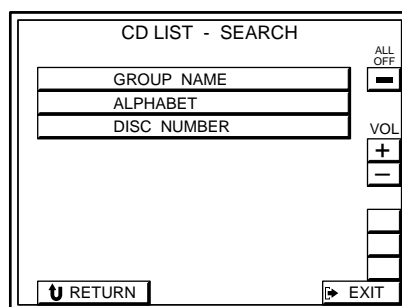 CD LIST - SEARCH
ALL
OFF
GROUP NAME
ALPHABET
DISC NUMBER
VOL
+
−
RETURN
EXIT